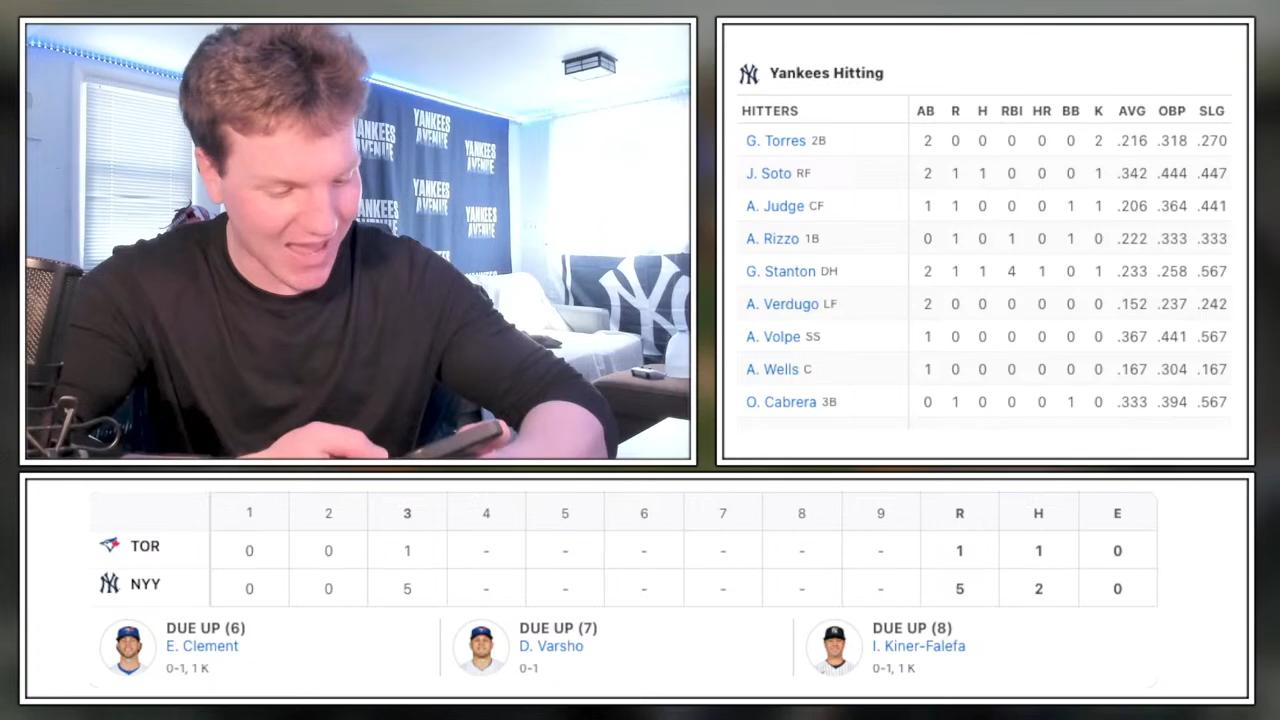 YANKEES AVENUE
YANKEES AVENUE
YANKEES AVENUE
YANKEES AVENUE
YANKEES AVENUE
YANKEES AVENUE
NY
Yankees Hitting
HITTERS AB R H RBI HR BB K AVG OBP SLG
G. Torres 2B 2 0 0 0 0 0 2 .216 .318 .270
J. Soto RF 2 1 1 0 0 0 1 .342 .444 .447
A. Judge CF 1 1 0 0 0 1 1 .206 .364 .441
A. Rizzo 1B 0 1 0 1 0 1 0 .222 .333 .333
G. Stanton DH 2 1 1 4 1 0 1 .233 .258 .567
A. Verdugo LF 2 0 0 0 0 0 0 .152 .237 .242
A. Volpe SS 1 0 0 0 0 0 0 .367 .441 .567
A. Wells C 1 0 0 0 0 0 0 .167 .304 .167
O. Cabrera 3B 0 1 0 0 0 1 0 .333 .394 .567
1 2 3 4 5 6 7 8 9 R H E
TOR 0 0 1 - - - - - - 1 1 0
NYY 0 0 5 - - - - - - 5 2 0
DUE UP (6)
E. Clement
0-1, 1 K
DUE UP (7)
D. Varsho
0-1
DUE UP (8)
I. Kiner-Falefa
0-1, 1 K